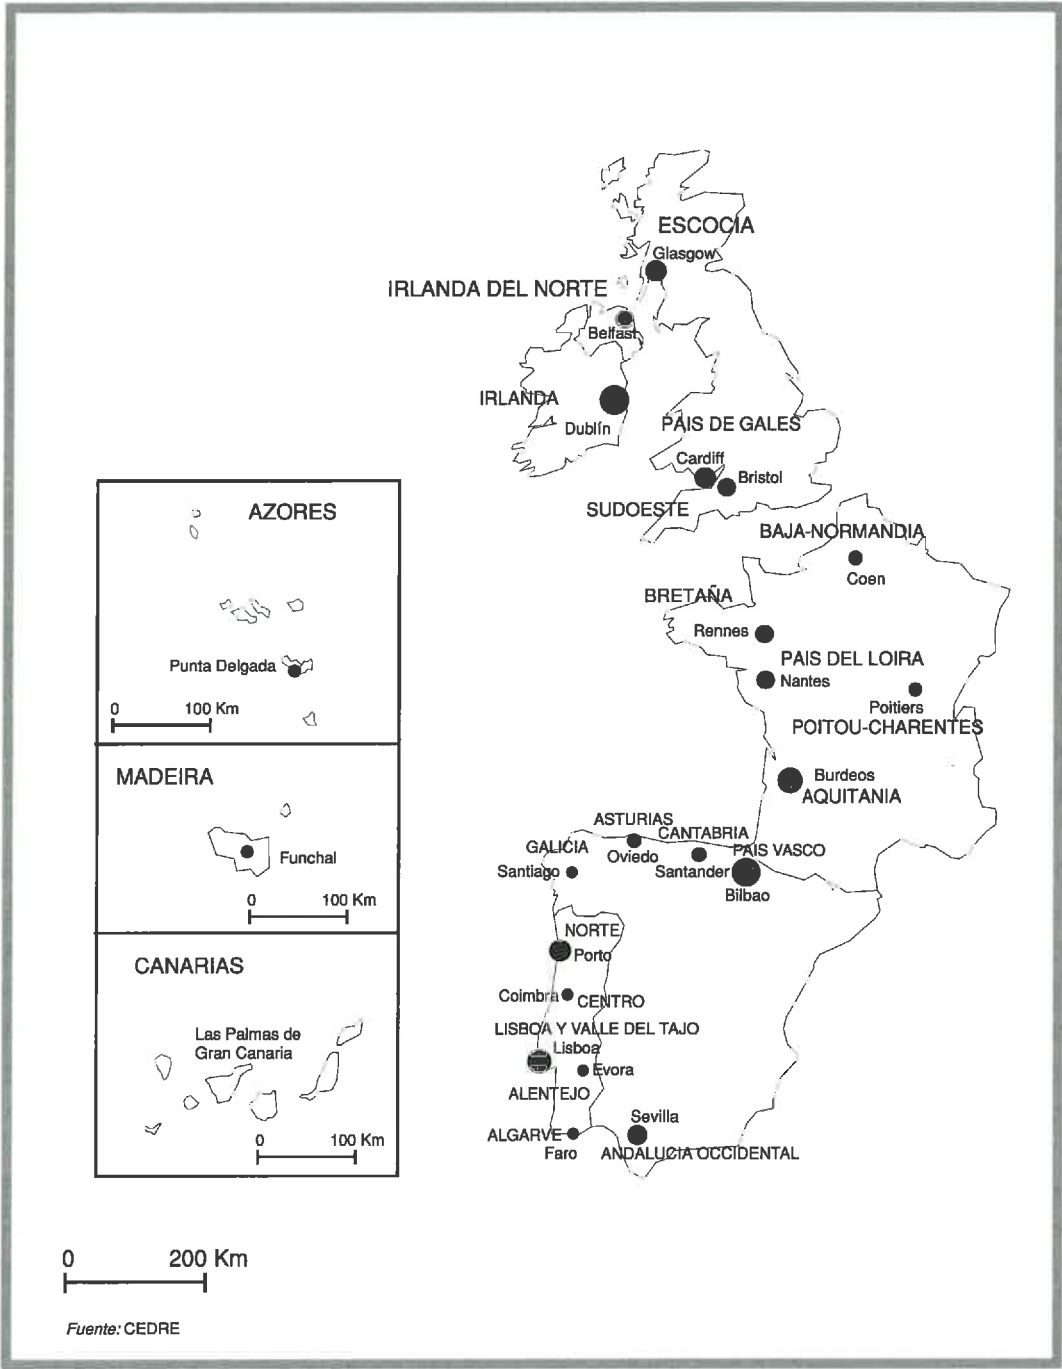 ESCOCIA
Glasgow
IRLANDA DEL NORTE
Belfast
IRLANDA
Dublín
PAIS DE GALES
Cardiff
Bristol
SUDOESTE
BAJA-NORMANDIA
Coen
BRETAÑA
Rennes
PAIS DEL LOIRA
Nantes
Poitiers
POITOU-CHARENTES
Burdeos
AQUITANIA
ASTURIAS
CANTABRIA
GALICIA
Oviedo
PAIS VASCO
Santiago
Santander
Bilbao
NORTE
Porto
Coimbra
CENTRO
LISBOA Y VALLE DEL TAJO
Lisboa
Evora
ALENTEJO
Sevilla
ALGARVE
Faro
ANDALUCIA OCCIDENTAL
AZORES
Punta Delgada
0 100 Km
MADEIRA
Funchal
0 100 Km
CANARIAS
Las Palmas de
Gran Canaria
0 100 Km
0 200 Km
Fuente: CEDRE